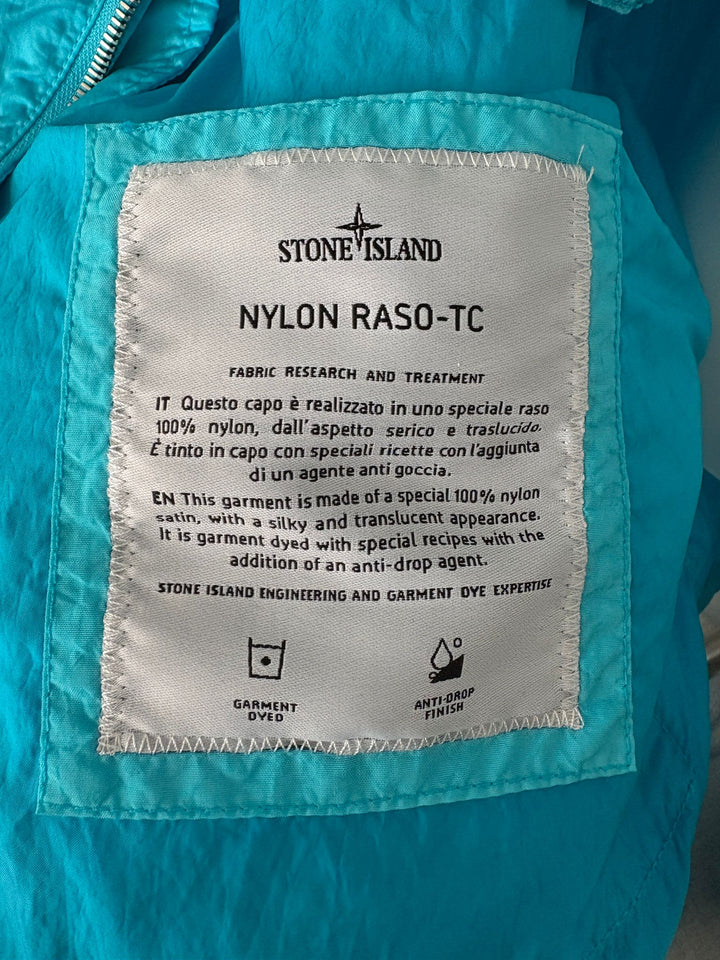 STONE ISLAND
NYLON RASO-TC
FABRIC RESEARCH AND TREATMENT
IT Questo capo è realizzato in uno speciale raso
100% nylon, dall'aspetto serico e traslucido.
È tinto in capo con speciali ricette con l'aggiunta
di un agente anti goccia.
EN This garment is made of a special 100% nylon
satin, with a silky and translucent appearance.
It is garment dyed with special recipes with the
addition of an anti-drop agent.
STONE ISLAND ENGINEERING AND GARMENT DYE EXPERTISE
GARMENT
DYED
ANTI-DROP
FINISH